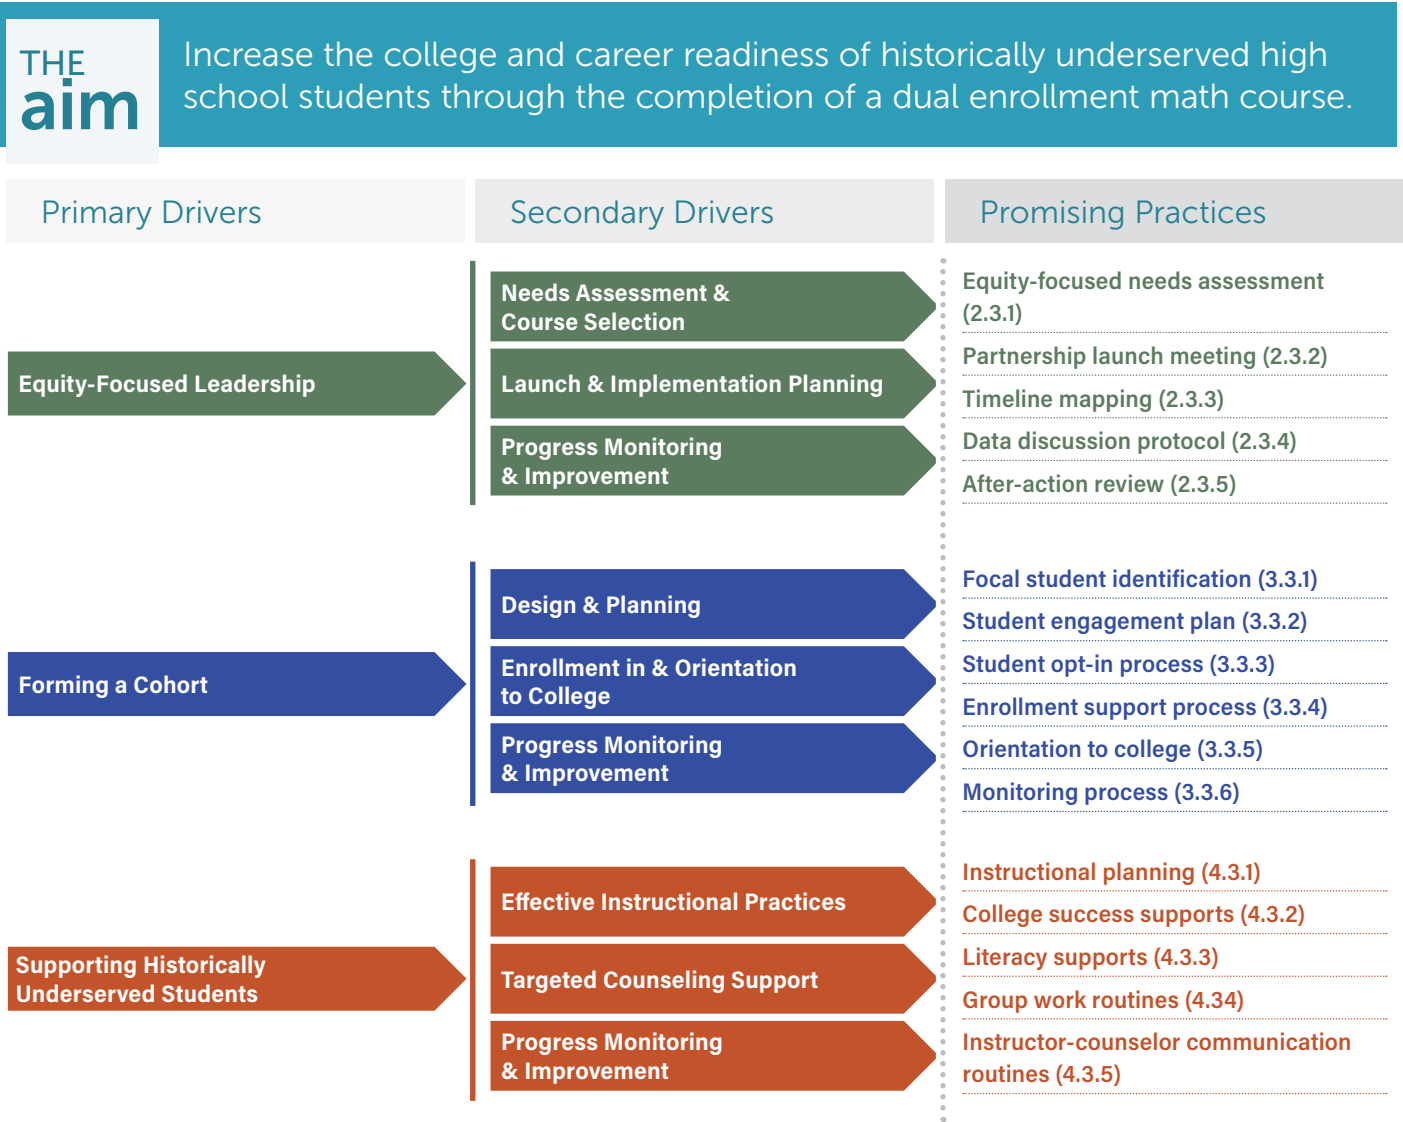 THE
aim
Increase the college and career readiness of historically underserved high
school students through the completion of a dual enrollment math course.
Primary Drivers
Secondary Drivers
Promising Practices
Equity-Focused Leadership
Needs Assessment &
Course Selection
Launch & Implementation Planning
Progress Monitoring
& Improvement
Equity-focused needs assessment
(2.3.1)
Partnership launch meeting (2.3.2)
Timeline mapping (2.3.3)
Data discussion protocol (2.3.4)
After-action review (2.3.5)
Forming a Cohort
Design & Planning
Enrollment in & Orientation
to College
Progress Monitoring
& Improvement
Focal student identification (3.3.1)
Student engagement plan (3.3.2)
Student opt-in process (3.3.3)
Enrollment support process (3.3.4)
Orientation to college (3.3.5)
Monitoring process (3.3.6)
Supporting Historically
Underserved Students
Effective Instructional Practices
Targeted Counseling Support
Progress Monitoring
& Improvement
Instructional planning (4.3.1)
College success supports (4.3.2)
Literacy supports (4.3.3)
Group work routines (4.34)
Instructor-counselor communication
routines (4.3.5)